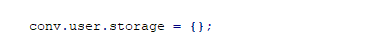 conv.user.storage = {};